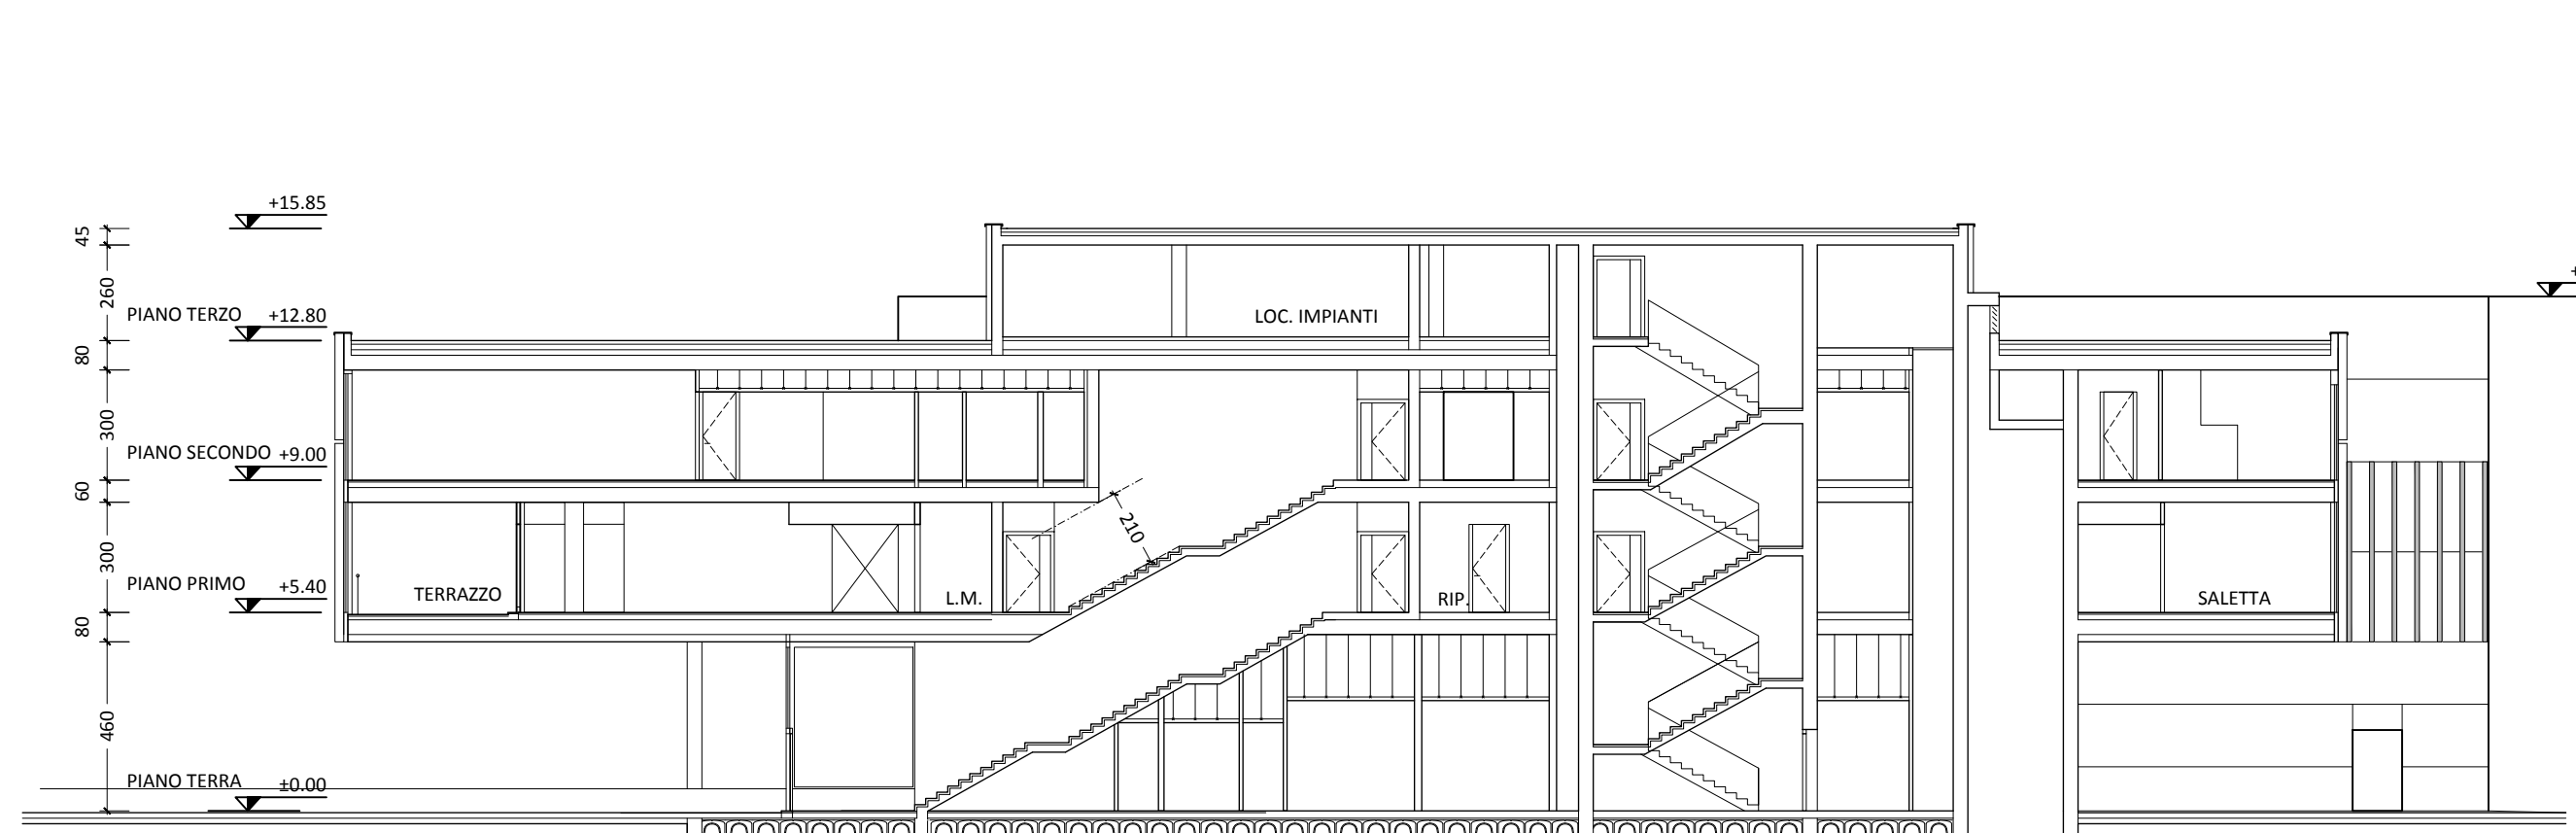 +15.85
45
260
PIANO TERZO +12.80
LOC. IMPIANTI
80
300
PIANO SECONDO +9.00
60
210
300
PIANO PRIMO +5.40
TERRAZZO
L.M.
RIP.
SALETTA
80
460
PIANO TERRA ±0.00